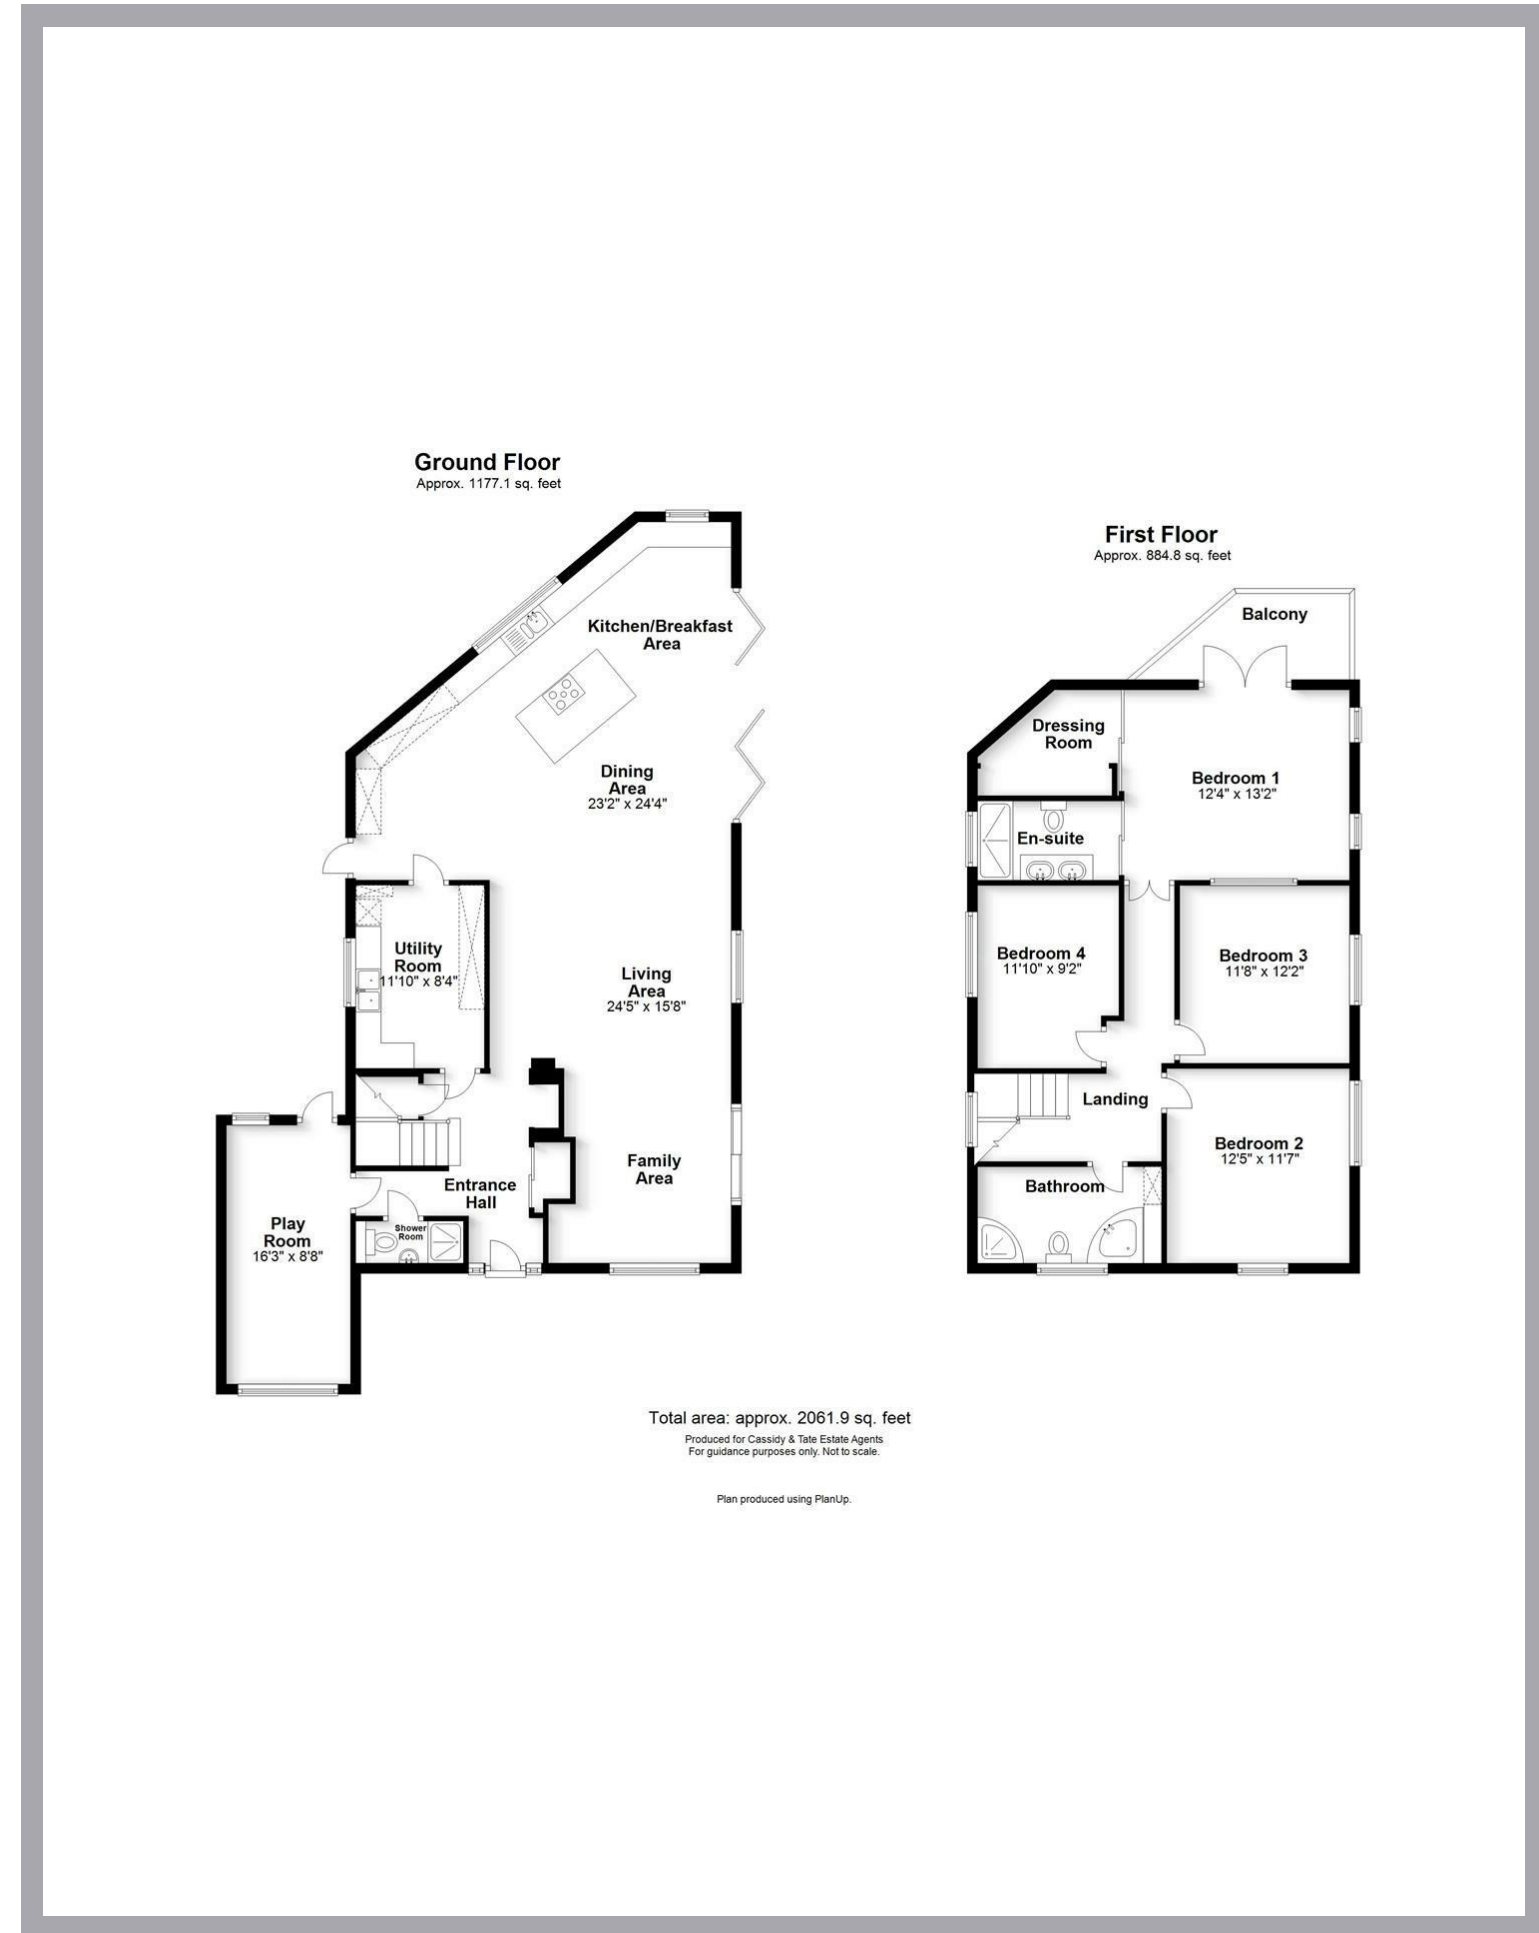 Ground Floor
Approx. 1177.1 sq. feet
Kitchen/Breakfast
Area
Dining
Area
23'2" x 24'4"
Utility
Room
11'10" x 8'4"
Living
Area
24'5" x 15'8"
Family
Area
Entrance
Hall
Shower
Room
Play
Room
16'3" x 8'8"
First Floor
Approx. 884.8 sq. feet
Balcony
Dressing
Room
Bedroom 1
12'4" x 13'2"
En-suite
Bedroom 4
11'10" x 9'2"
Bedroom 3
11'8" x 12'2"
Landing
Bedroom 2
12'5" x 11'7"
Bathroom
Total area: approx. 2061.9 sq. feet
Produced for Cassidy & Tate Estate Agents
For guidance purposes only. Not to scale.
Plan produced using PlanUp.